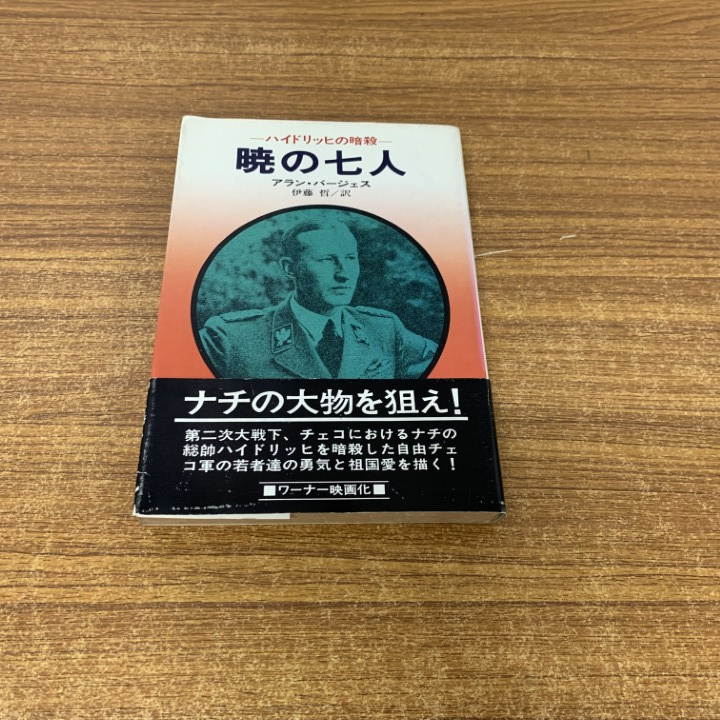 ―ハイドリッヒの暗殺―
暁の七人
アラン・バージェス
伊藤 哲／訳
ナチの大物を狙え！
第二次大戦下、チェコにおけるナチの
総帥ハイドリッヒを暗殺した自由チェ
コ軍の若者達の勇気と祖国愛を描く！
■ワーナー映画化■